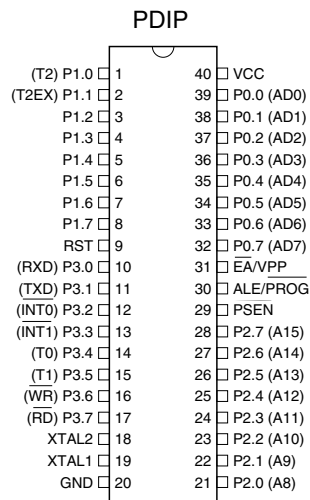 PDIP
(T2) P1.0 1 40 VCC
(T2EX) P1.1 2 39 P0.0 (AD0)
P1.2 3 38 P0.1 (AD1)
P1.3 4 37 P0.2 (AD2)
P1.4 5 36 P0.3 (AD3)
P1.5 6 35 P0.4 (AD4)
P1.6 7 34 P0.5 (AD5)
P1.7 8 33 P0.6 (AD6)
RST 9 32 P0.7 (AD7)
(RXD) P3.0 10 31 E̅A̅/VPP
(TXD) P3.1 11 30 ALE/P̅R̅O̅G̅
(I̅N̅T̅0̅) P3.2 12 29 P̅S̅E̅N̅
(I̅N̅T̅1̅) P3.3 13 28 P2.7 (A15)
(T0) P3.4 14 27 P2.6 (A14)
(T1) P3.5 15 26 P2.5 (A13)
(W̅R̅) P3.6 16 25 P2.4 (A12)
(R̅D̅) P3.7 17 24 P2.3 (A11)
XTAL2 18 23 P2.2 (A10)
XTAL1 19 22 P2.1 (A9)
GND 20 21 P2.0 (A8)